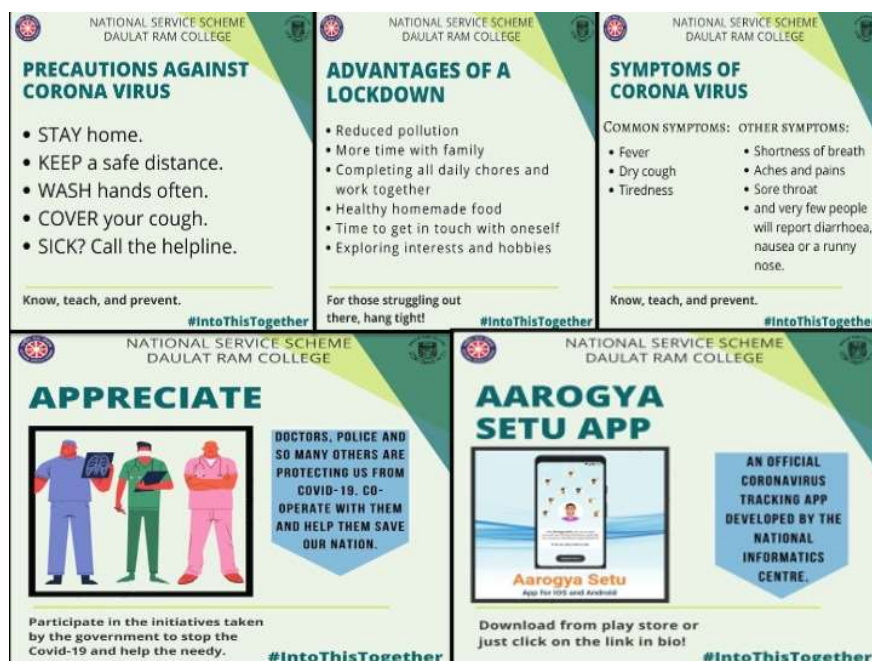 NATIONAL SERVICE SCHEME
DAULAT RAM COLLEGE
PRECAUTIONS AGAINST
CORONA VIRUS
• STAY home.
• KEEP a safe distance.
• WASH hands often.
• COVER your cough.
• SICK? Call the helpline.
Know, teach, and prevent.
#IntoThisTogether
NATIONAL SERVICE SCHEME
DAULAT RAM COLLEGE
ADVANTAGES OF A
LOCKDOWN
• Reduced pollution
• More time with family
• Completing all daily chores and
work together
• Healthy homemade food
• Time to get in touch with oneself
• Exploring interests and hobbies
For those struggling out
there, hang tight!
#IntoThisTogether
NATIONAL SERVICE SCHEME
DAULAT RAM COLLEGE
SYMPTOMS OF
CORONA VIRUS
COMMON SYMPTOMS:
• Fever
• Dry cough
• Tiredness
OTHER SYMPTOMS:
• Shortness of breath
• Aches and pains
• Sore throat
• and very few people
will report diarrhoea,
nausea or a runny
nose.
Know, teach, and prevent.
#IntoThisTogether
NATIONAL SERVICE SCHEME
DAULAT RAM COLLEGE
APPRECIATE
DOCTORS, POLICE AND
SO MANY OTHERS ARE
PROTECTING US FROM
COVID-19. CO-
OPERATE WITH THEM
AND HELP THEM SAVE
OUR NATION.
Participate in the initiatives taken
by the government to stop the
Covid-19 and help the needy.
#IntoThisTogether
NATIONAL SERVICE SCHEME
DAULAT RAM COLLEGE
AAROGYA
SETU APP
Aarogya Setu
App for IOS and Android
AN OFFICIAL
CORONAVIRUS
TRACKING APP
DEVELOPED BY THE
NATIONAL
INFORMATICS
CENTRE.
Download from play store or
just click on the link in bio!
#IntoThisTogether